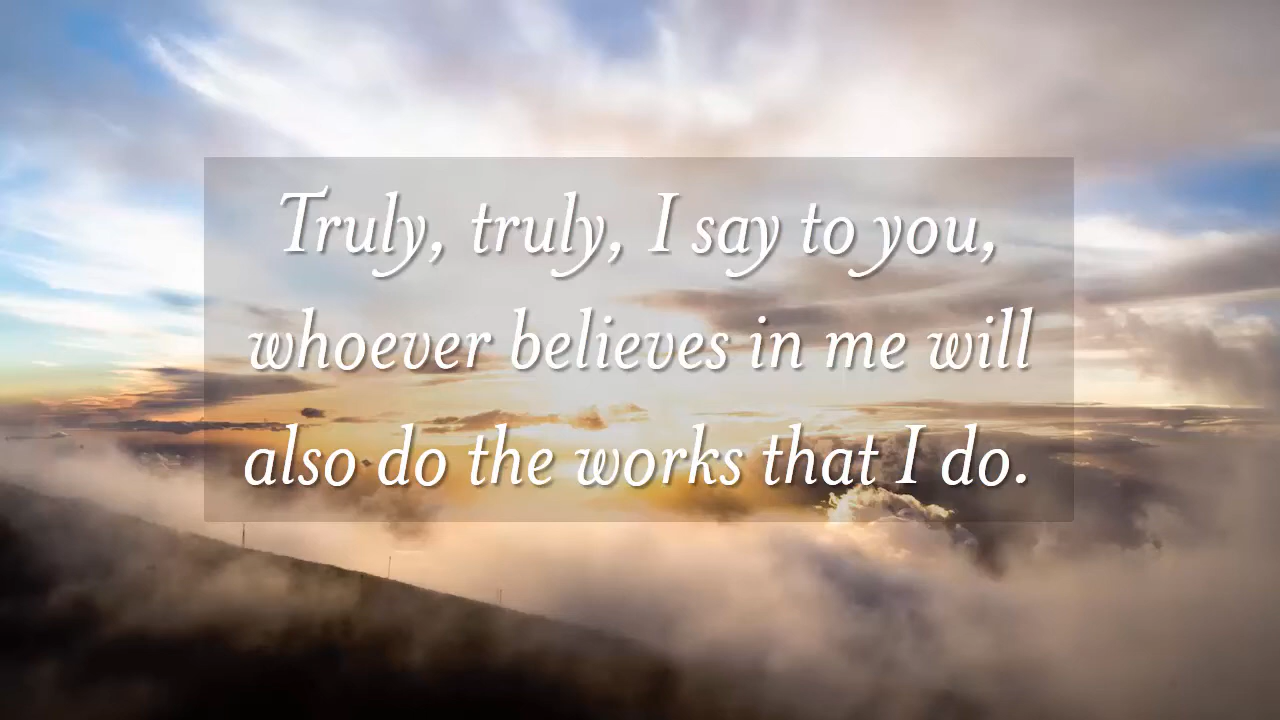 Truly, truly, I say to you,
whoever believes in me will
also do the works that I do.